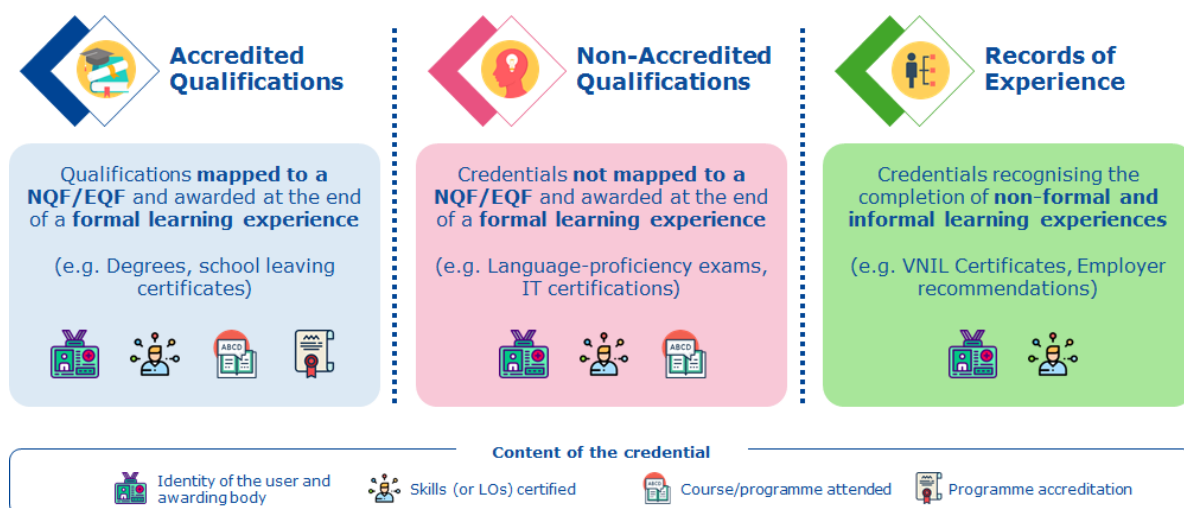 Accredited
Qualifications
Non-Accredited
Qualifications
Records of
Experience
Qualifications mapped to a
NQF/EQF and awarded at the end
of a formal learning experience
(e.g. Degrees, school leaving
certificates)
Credentials not mapped to a
NQF/EQF and awarded at the end
of a formal learning experience
(e.g. Language-proficiency exams,
IT certifications)
Credentials recognising the
completion of non-formal and
informal learning experiences
(e.g. VNIL Certificates, Employer
recommendations)
ABCD
ABCD
Content of the credential
Identity of the user and
awarding body
Skills (or LOs) certified
ABCD
Course/programme attended
Programme accreditation